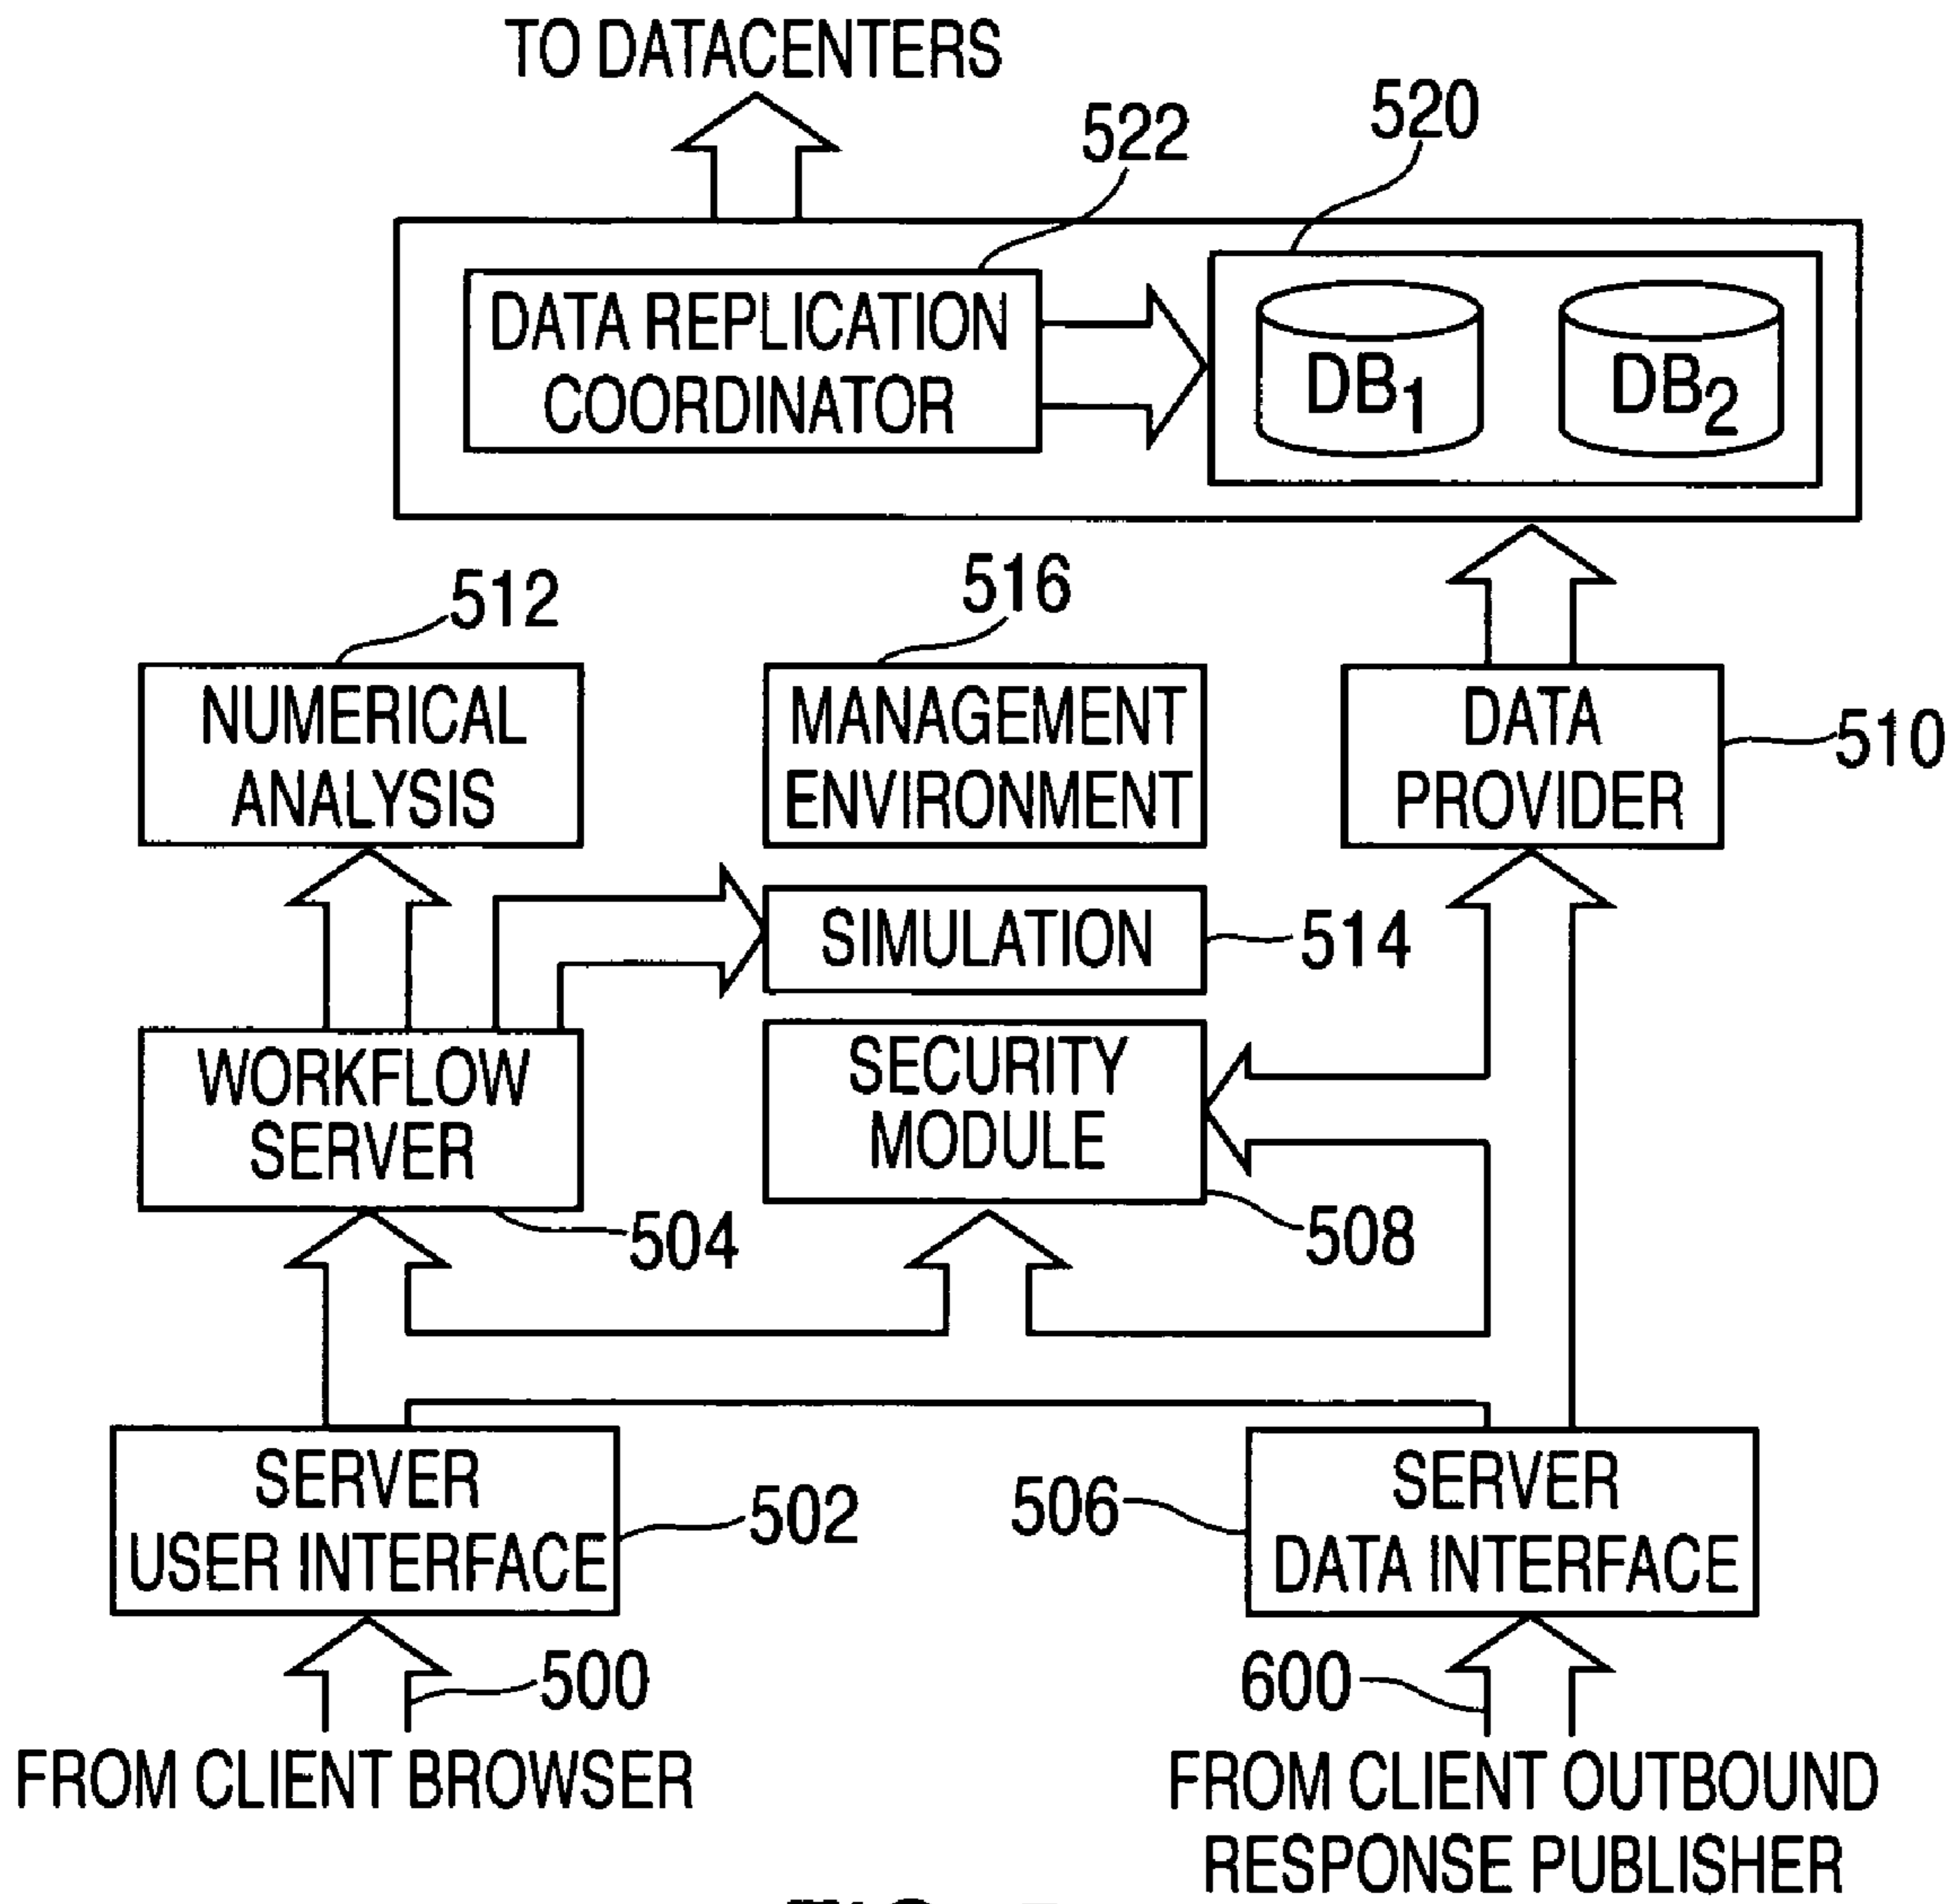 TO DATACENTERS
522
520
DATA REPLICATION
COORDINATOR
DB1
DB2
512
516
NUMERICAL
ANALYSIS
MANAGEMENT
ENVIRONMENT
DATA
PROVIDER
510
SIMULATION
514
WORKFLOW
SERVER
SECURITY
MODULE
504
508
SERVER
USER INTERFACE
502
506
SERVER
DATA INTERFACE
500
600
FROM CLIENT BROWSER
FROM CLIENT OUTBOUND
RESPONSE PUBLISHER